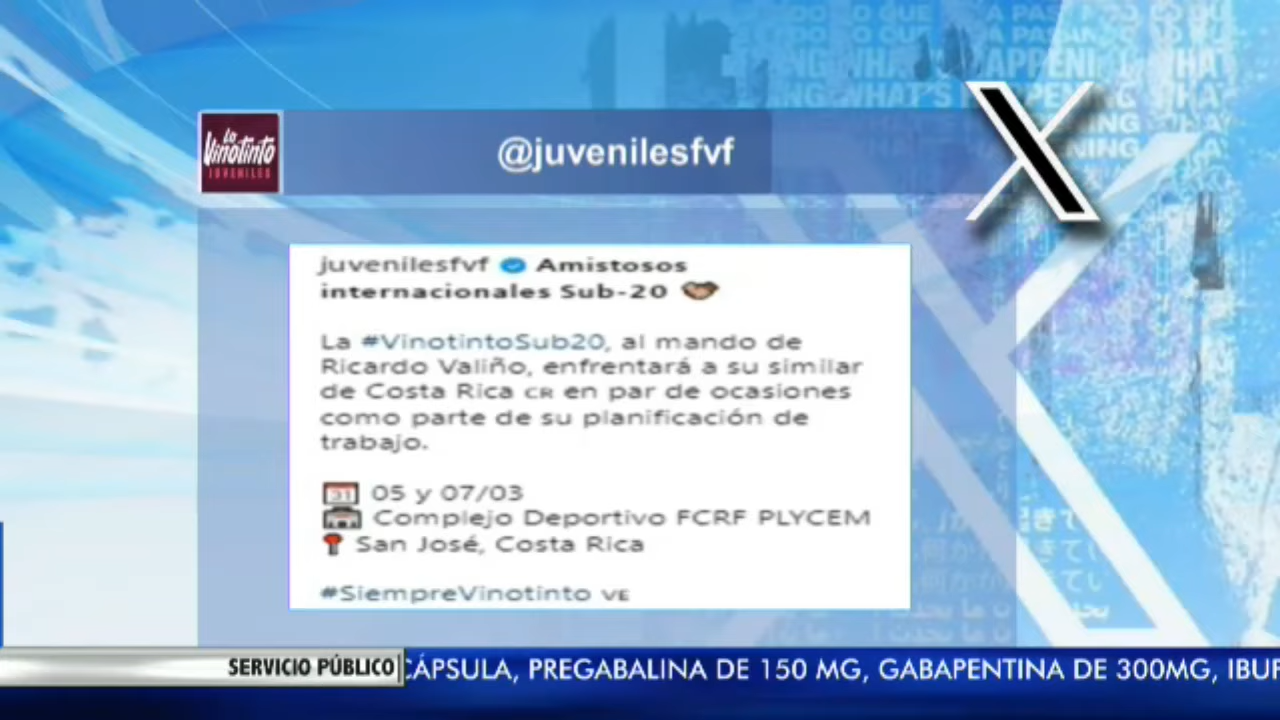 La
Vinotinto
JUVENILES
@juvenilesfvf
juvenilesfvf Amistosos
internacionales Sub-20
La #VinotintoSub20, al mando de
Ricardo Valiño, enfrentará a su similar
de Costa Rica CR en par de ocasiones
como parte de su planificación de
trabajo.
31 05 y 07/03
Complejo Deportivo FCRF PLYCEM
San José, Costa Rica
#SiempreVinotinto VE
SERVICIO PÚBLICO
CÁPSULA, PREGABALINA DE 150 MG, GABAPENTINA DE 300MG,